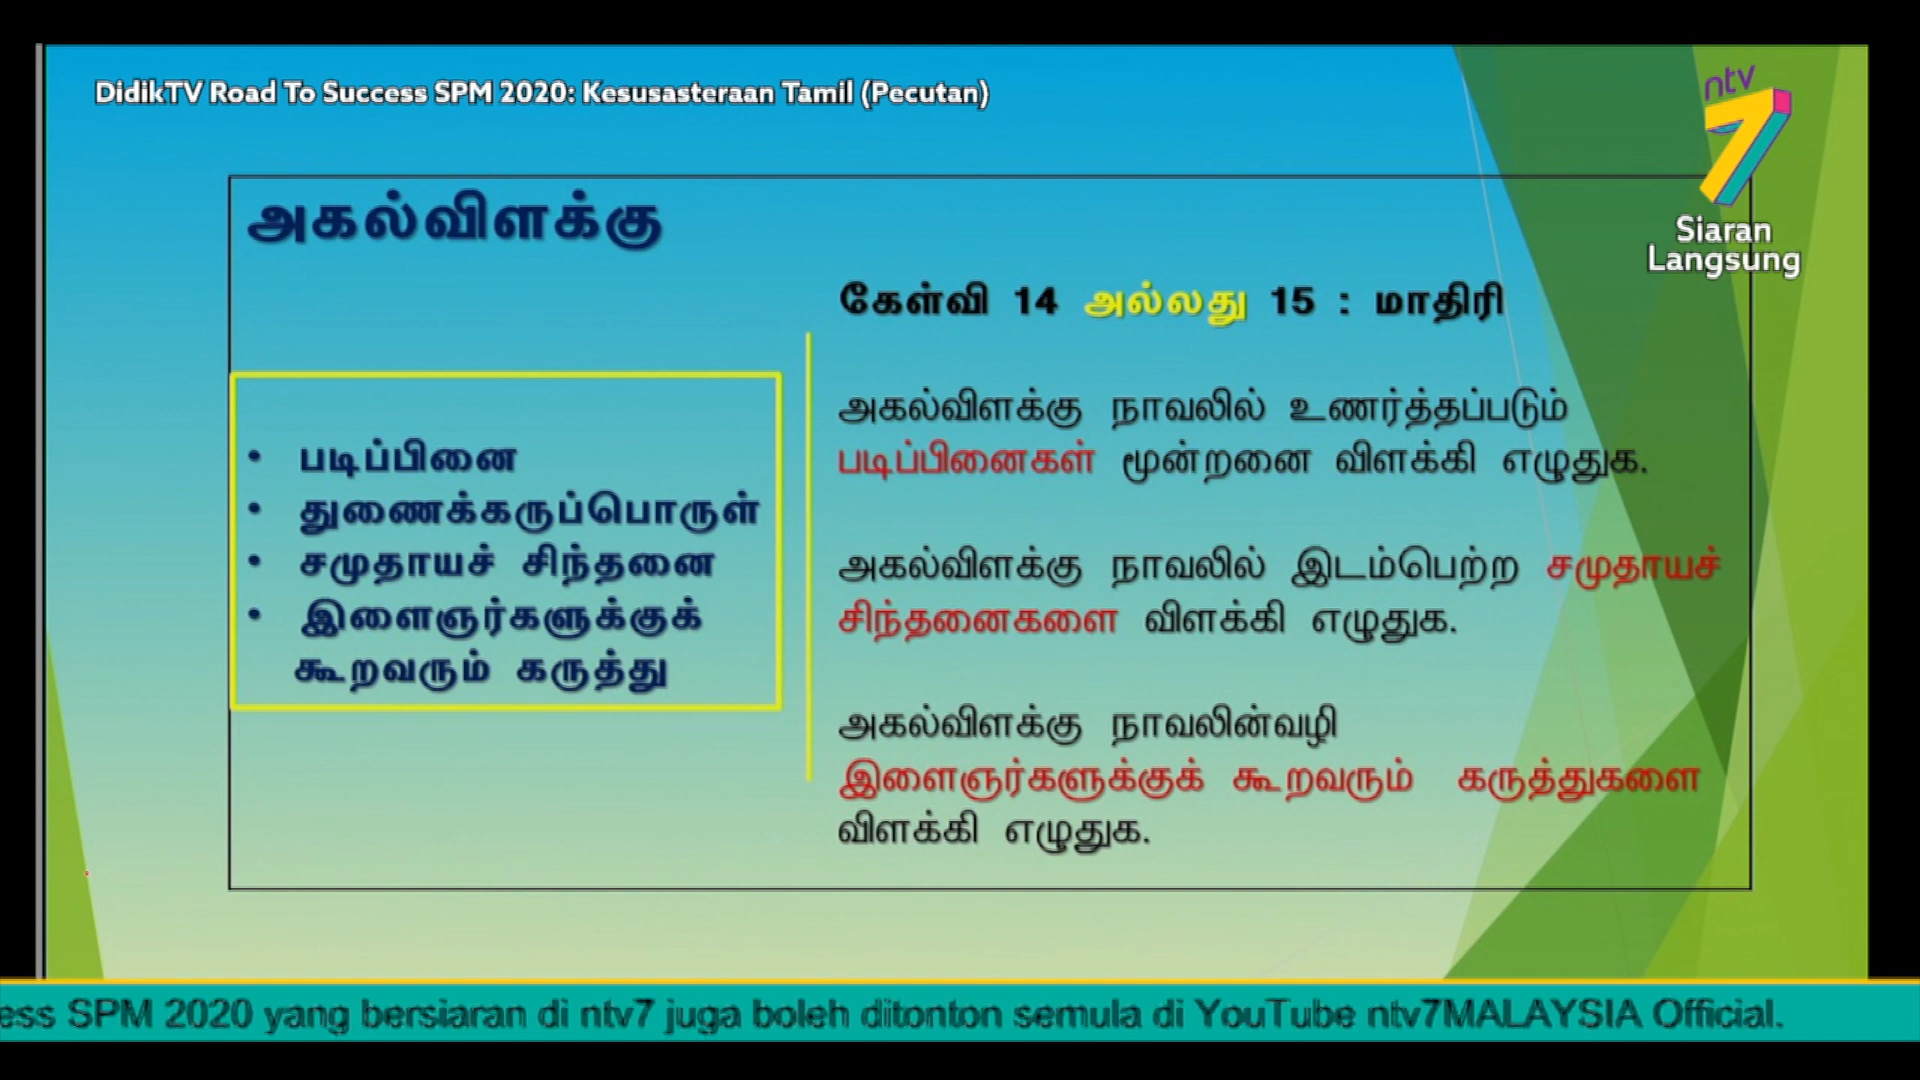 DidikTV Road To Success SPM 2020: Kesusasteraan Tamil (Pecutan)
ntv
7
Siaran
Langsung
அகல்விளக்கு
கேள்வி 14 அல்லது 15 : மாதிரி
• படிப்பினை
• துணைக்கருப்பொருள்
• சமுதாயச் சிந்தனை
• இளைஞர்களுக்குக்
கூறவரும் கருத்து
அகல்விளக்கு நாவலில் உணர்த்தப்படும்
படிப்பினைகள் மூன்றனை விளக்கி எழுதுக.
அகல்விளக்கு நாவலில் இடம்பெற்ற சமுதாயச்
சிந்தனைகளை விளக்கி எழுதுக.
அகல்விளக்கு நாவலின்வழி
இளைஞர்களுக்குக் கூறவரும் கருத்துகளை
விளக்கி எழுதுக.
ess SPM 2020 yang bersiaran di ntv7 juga boleh ditonton semula di YouTube ntv7MALAYSIA Official.